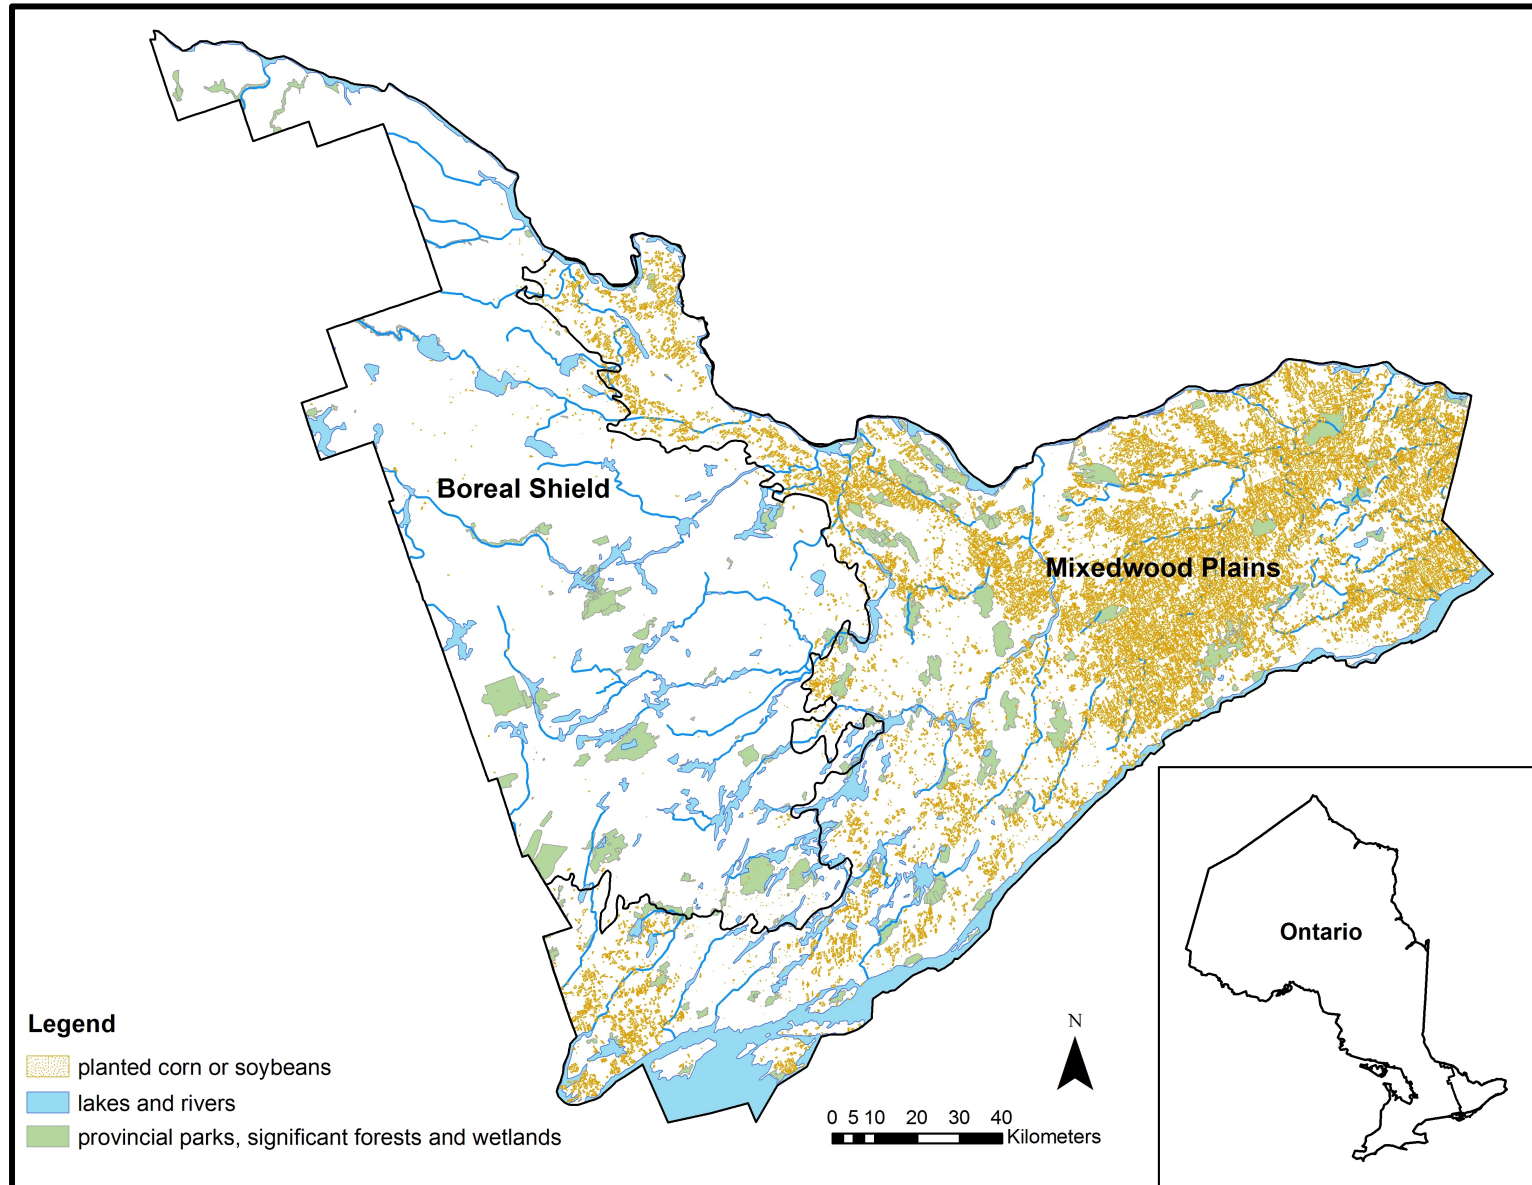 Boreal Shield
Mixedwood Plains
Ontario
Legend
planted corn or soybeans
lakes and rivers
provincial parks, significant forests and wetlands
N
0 5 10 20 30 40
Kilometers